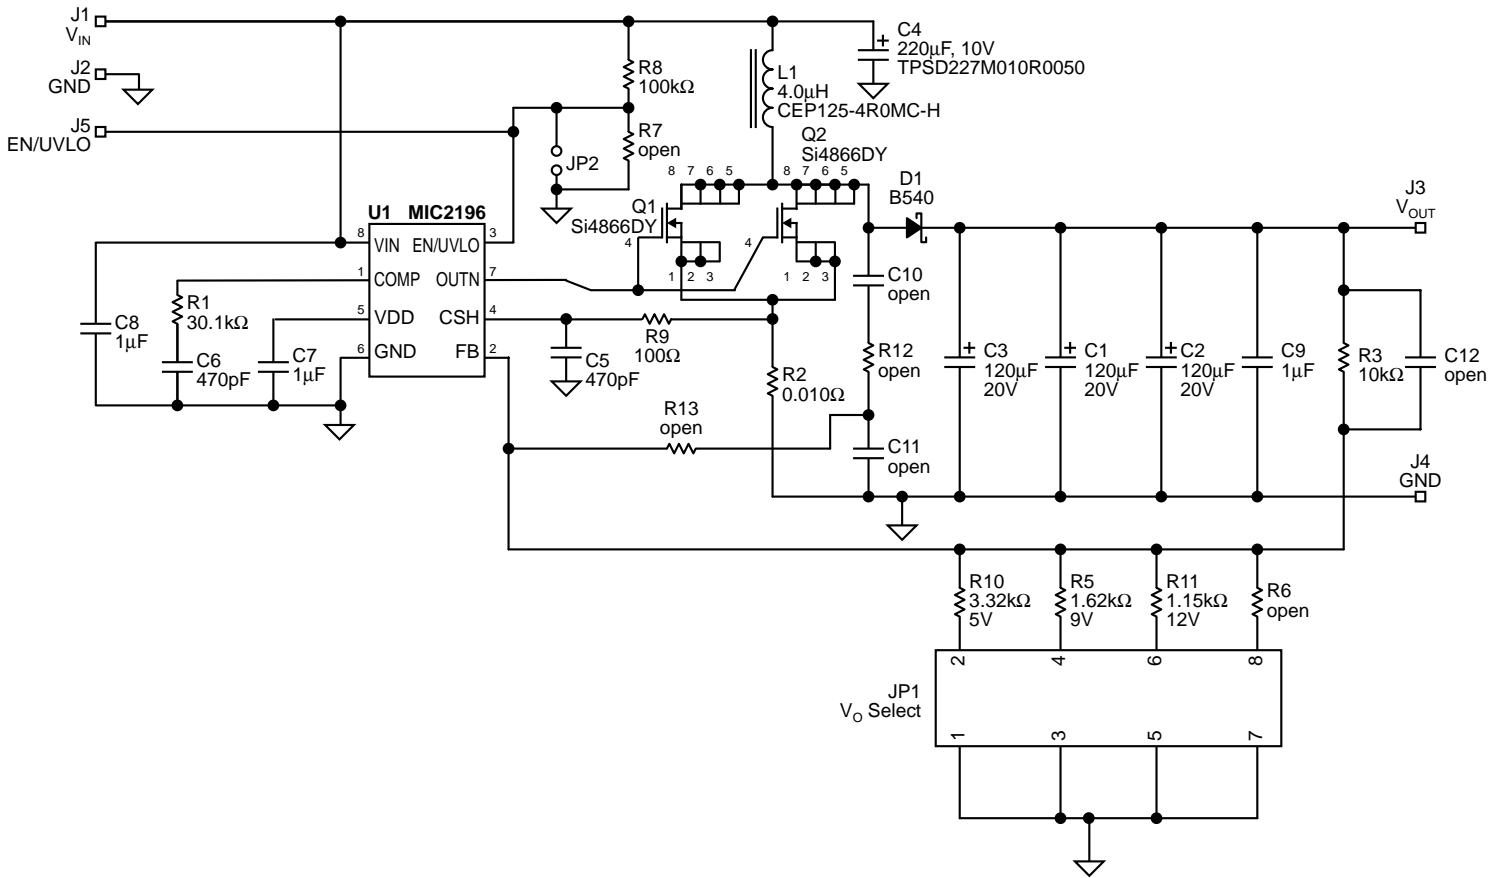 J1
VIN
J2
GND
J5
EN/UVLO
R8
100kΩ
R7
open
JP2
L1
4.0µH
CEP125-4R0MC-H
C4
+
220µF, 10V
TPSD227M010R0050
Q2
Si4866DY
8 7 6 5
8 7 6 5
Q1
Si4866DY
4
4
1 2 3
1 2 3
D1
B540
J3
VOUT
U1 MIC2196
8 VIN EN/UVLO 3
1 COMP OUTN 7
5 VDD CSH 4
6 GND FB 2
R1
30.1kΩ
C8
1µF
C6
470pF
C7
1µF
R9
100Ω
C5
470pF
R2
0.010Ω
R13
open
C10
open
R12
open
C11
open
+
C3
120µF
20V
+
C1
120µF
20V
+
C2
120µF
20V
C9
1µF
R3
10kΩ
C12
open
J4
GND
R10
3.32kΩ
5V
R5
1.62kΩ
9V
R11
1.15kΩ
12V
R6
open
2 4 6 8
JP1
VO Select
1 3 5 7